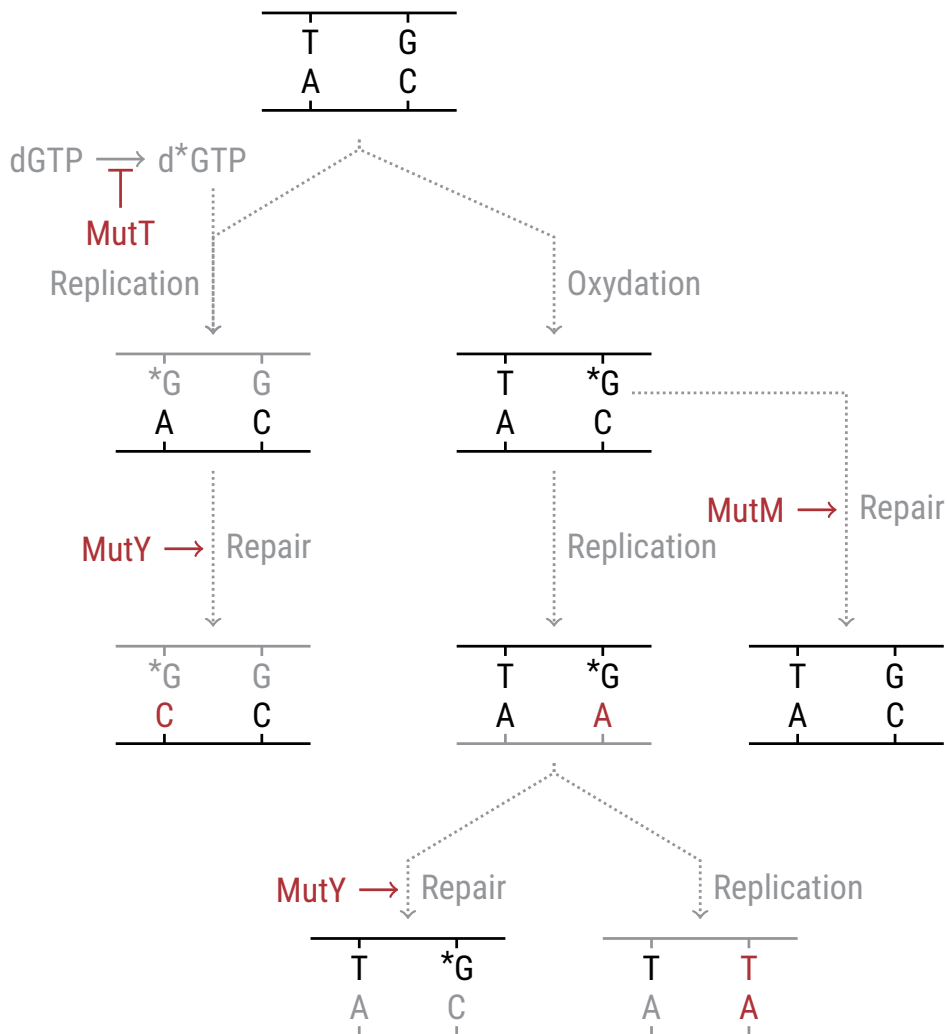 T G
A C
dGTP d*GTP
MutT
Replication Oxydation
*G G T *G
A C A C
MutM Repair
MutY Repair Replication
*G G T *G T G
C C A A A C
MutY Repair Replication
T *G T T
A C A A